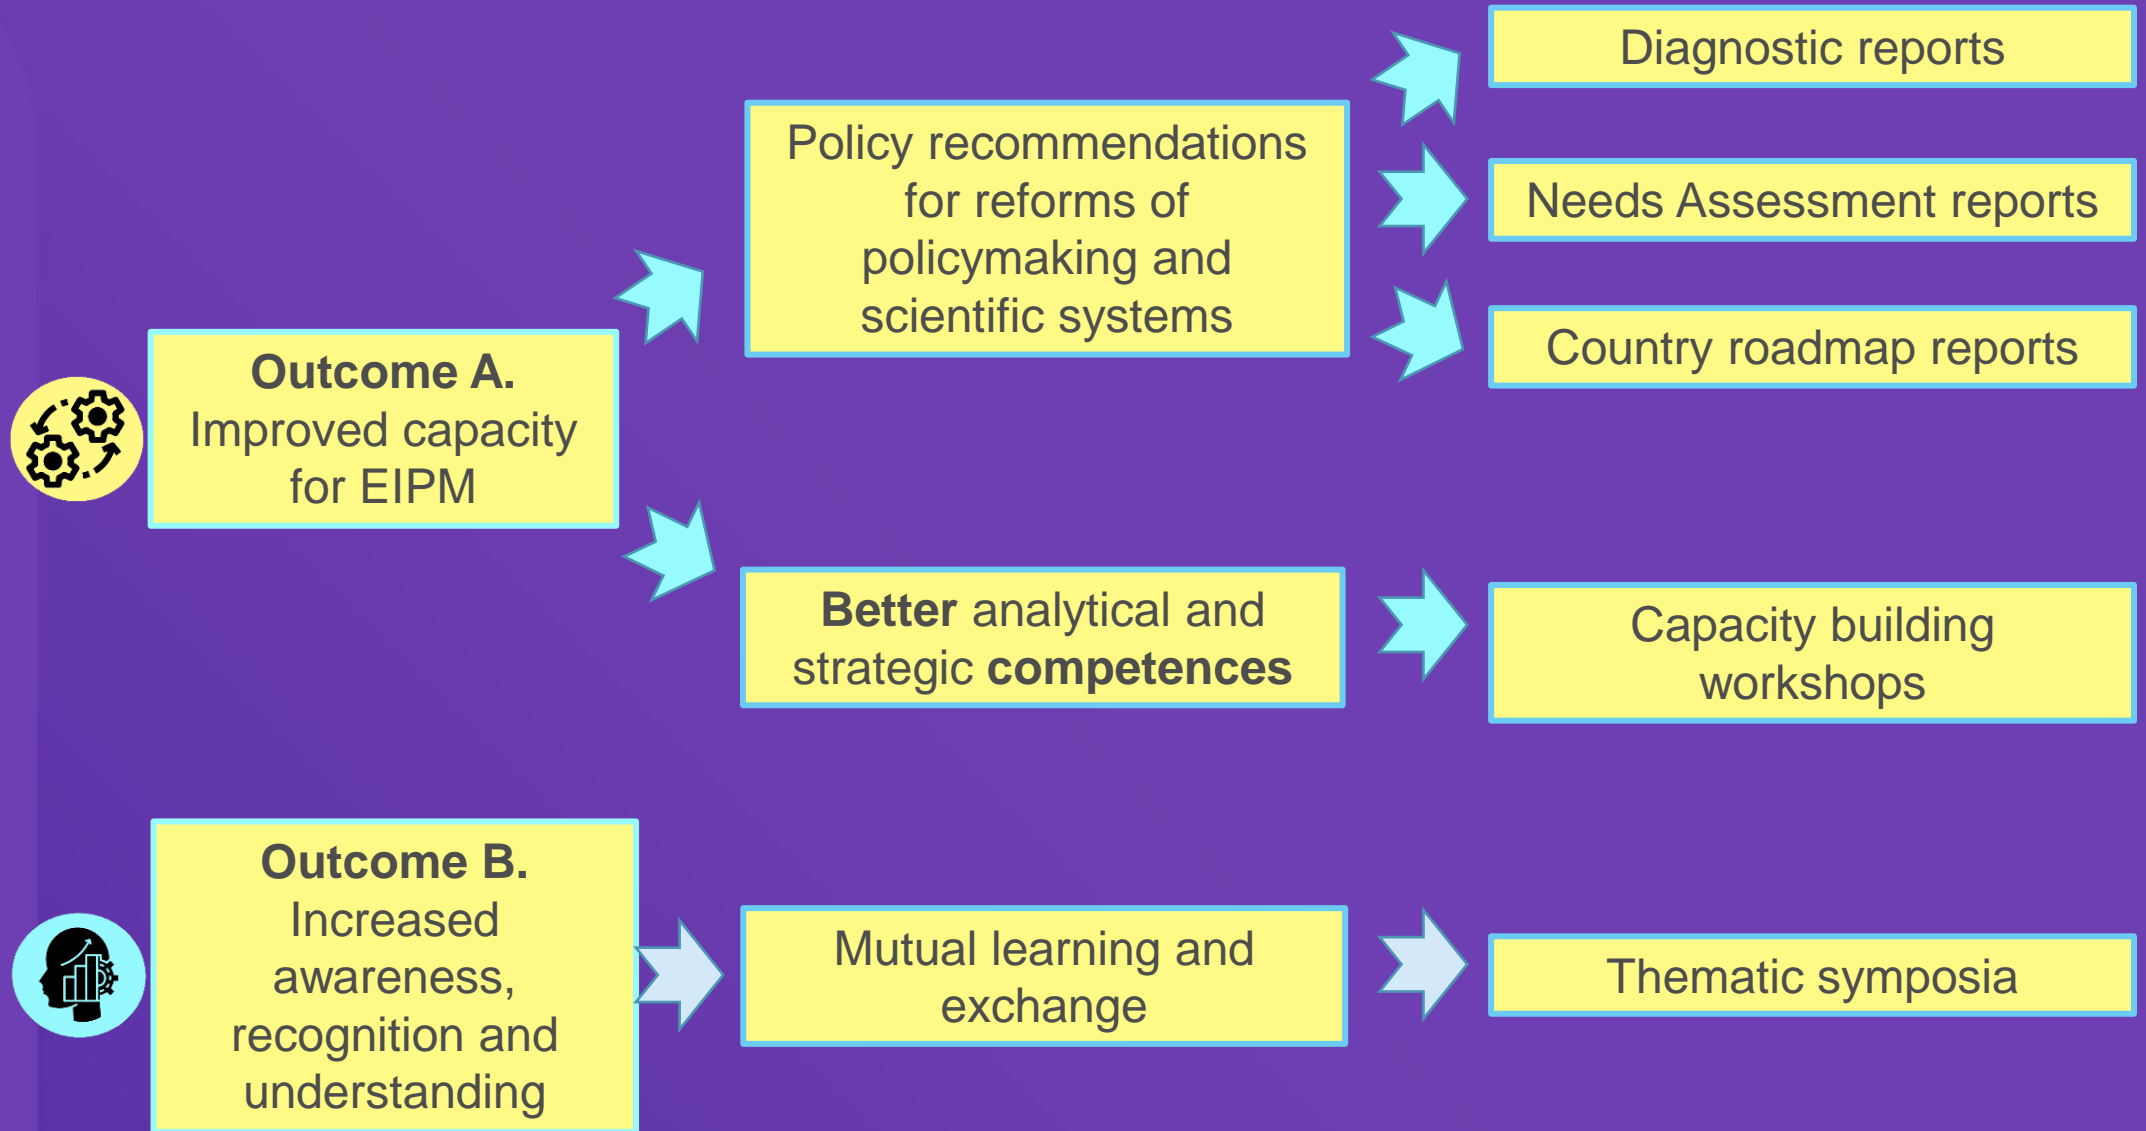 Outcome A.
Improved capacity
for EIPM
Policy recommendations
for reforms of
policymaking and
scientific systems
Diagnostic reports
Needs Assessment reports
Country roadmap reports
Better analytical and
strategic competences
Capacity building
workshops
Outcome B.
Increased
awareness,
recognition and
understanding
Mutual learning and
exchange
Thematic symposia